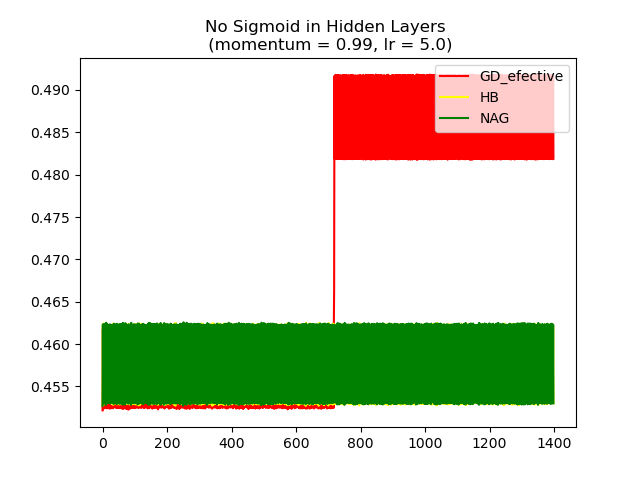 No Sigmoid in Hidden Layers
(momentum = 0.99, lr = 5.0)
GD_efective
HB
NAG
0.490
0.485
0.480
0.475
0.470
0.465
0.460
0.455
0 200 400 600 800 1000 1200 1400